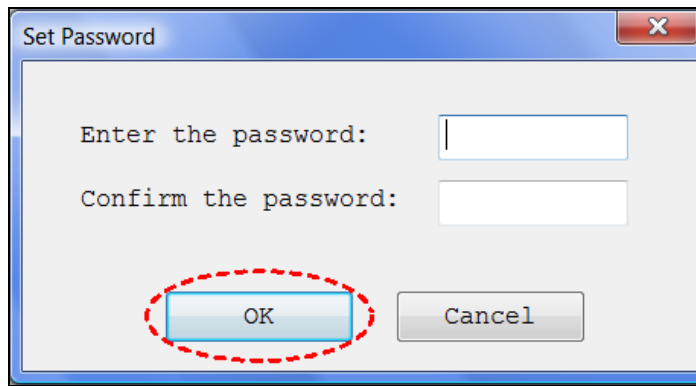 Set Password
Enter the password:
Confirm the password:
OK Cancel